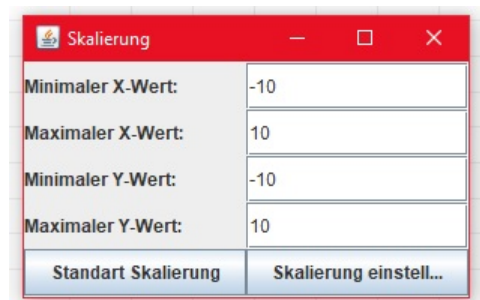 Skalierung
Minimaler X-Wert: -10
Maximaler X-Wert: 10
Minimaler Y-Wert: -10
Maximaler Y-Wert: 10
Standart Skalierung Skalierung einstell...